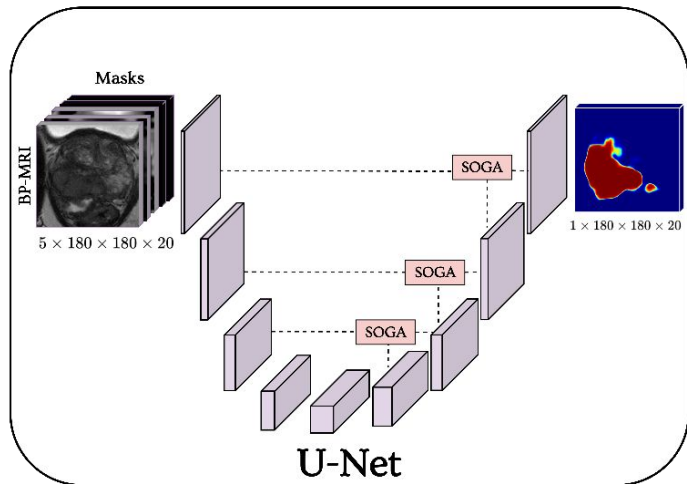 Masks
BP-MRI
5 × 180 × 180 × 20
SOGA
SOGA
SOGA
1 × 180 × 180 × 20
U-Net